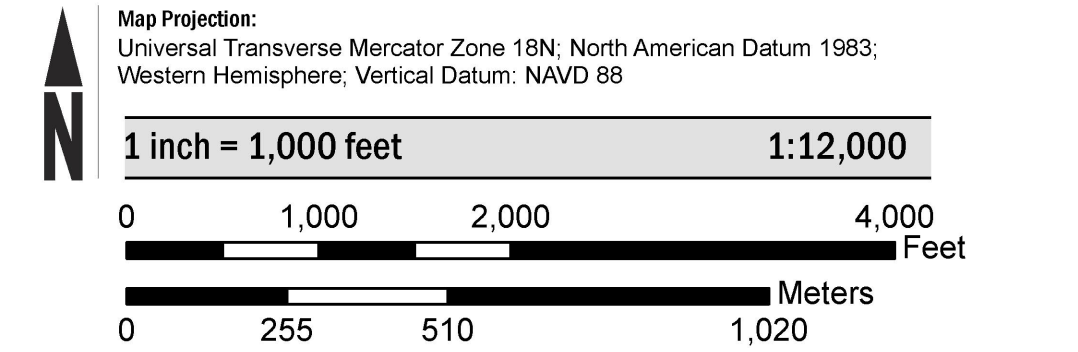 Map Projection:
Universal Transverse Mercator Zone 18N; North American Datum 1983;
Western Hemisphere; Vertical Datum: NAVD 88
N
1 inch = 1,000 feet 1:12,000
0 1,000 2,000 4,000
Feet
Meters
0 255 510 1,020